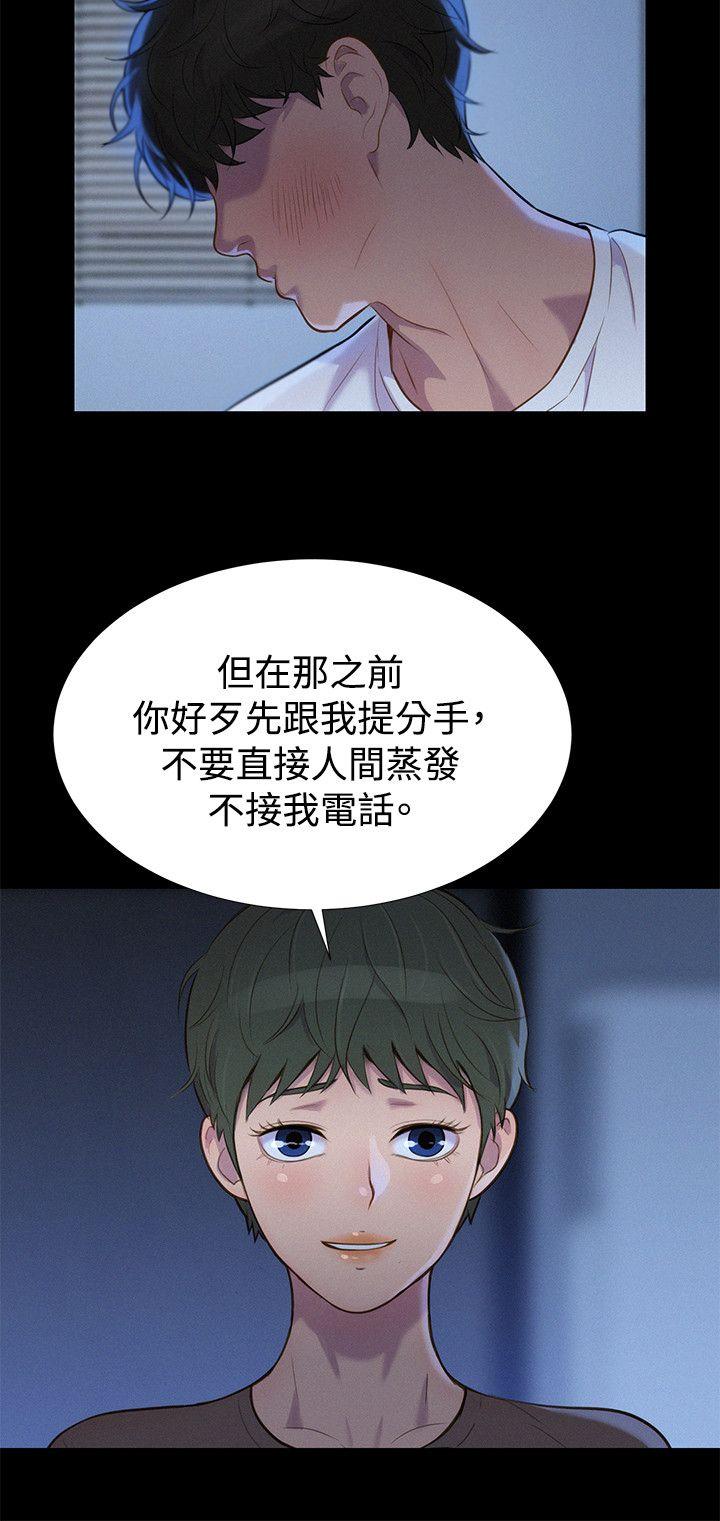 但在那之前
你好歹先跟我提分手，
不要直接人間蒸發
不接我電話。